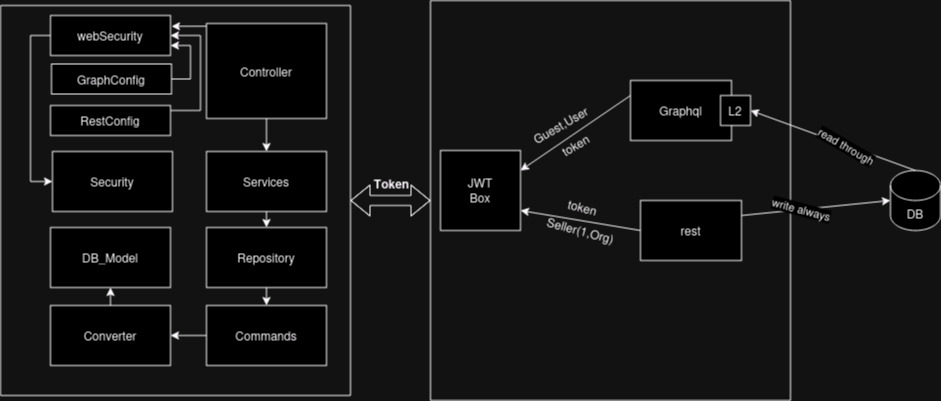 webSecurity
GraphConfig
RestConfig
Controller
Security
Services
DB_Model
Repository
Converter
Commands
Token
JWT
Box
Guest,User
token
Graphql
L2
read through
token
Seller(1,Org)
rest
write always
DB